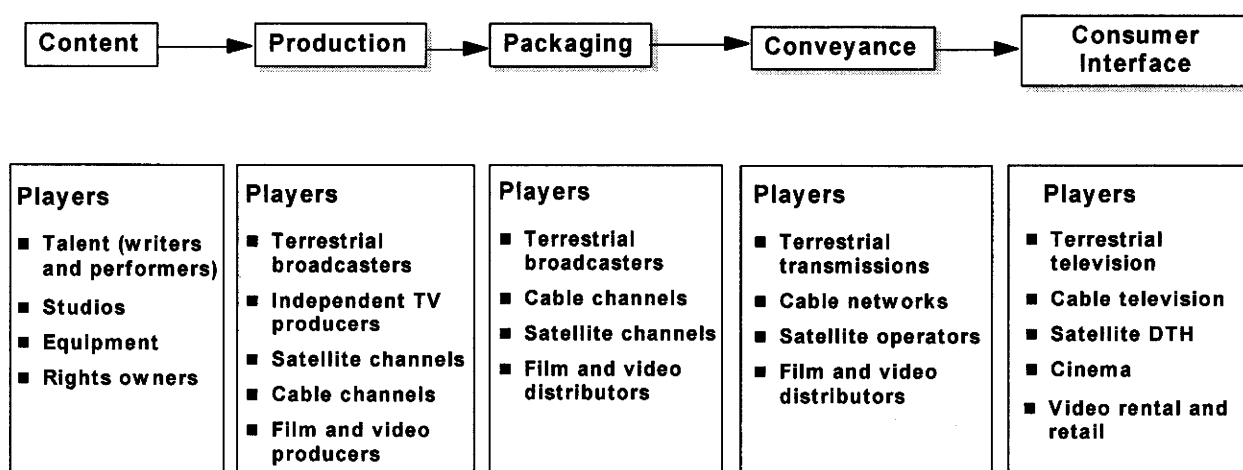 Content
Production
Packaging
Conveyance
Consumer
Interface
Players
■ Talent (writers
and performers)
■ Studios
■ Equipment
■ Rights owners
Players
■ Terrestrial
broadcasters
■ Independent TV
producers
■ Satellite channels
■ Cable channels
■ Film and video
producers
Players
■ Terrestrial
broadcasters
■ Cable channels
■ Satellite channels
■ Film and video
distributors
Players
■ Terrestrial
transmissions
■ Cable networks
■ Satellite operators
■ Film and video
distributors
Players
■ Terrestrial
television
■ Cable television
■ Satellite DTH
■ Cinema
■ Video rental and
retail